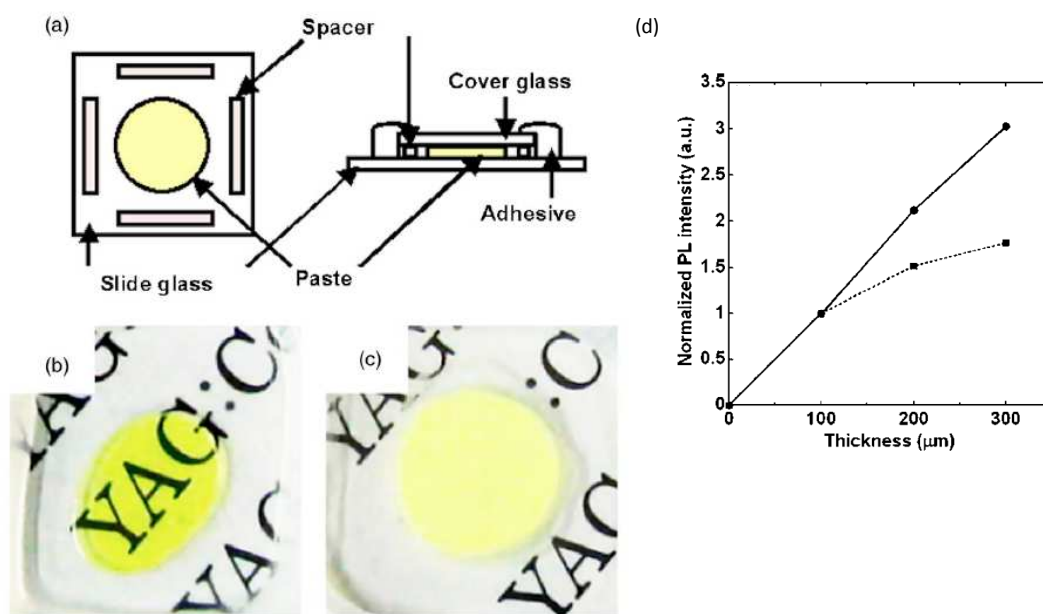 (a)
Spacer
Cover glass
Adhesive
Slide glass
Paste
(b)
YAG:C
YAG
YAG
(c)
YAG:C
YAG
(d)
Normalized PL intensity (a.u.)
3.5
3
2.5
2
1.5
1
0.5
0
0
100
200
300
Thickness (μm)